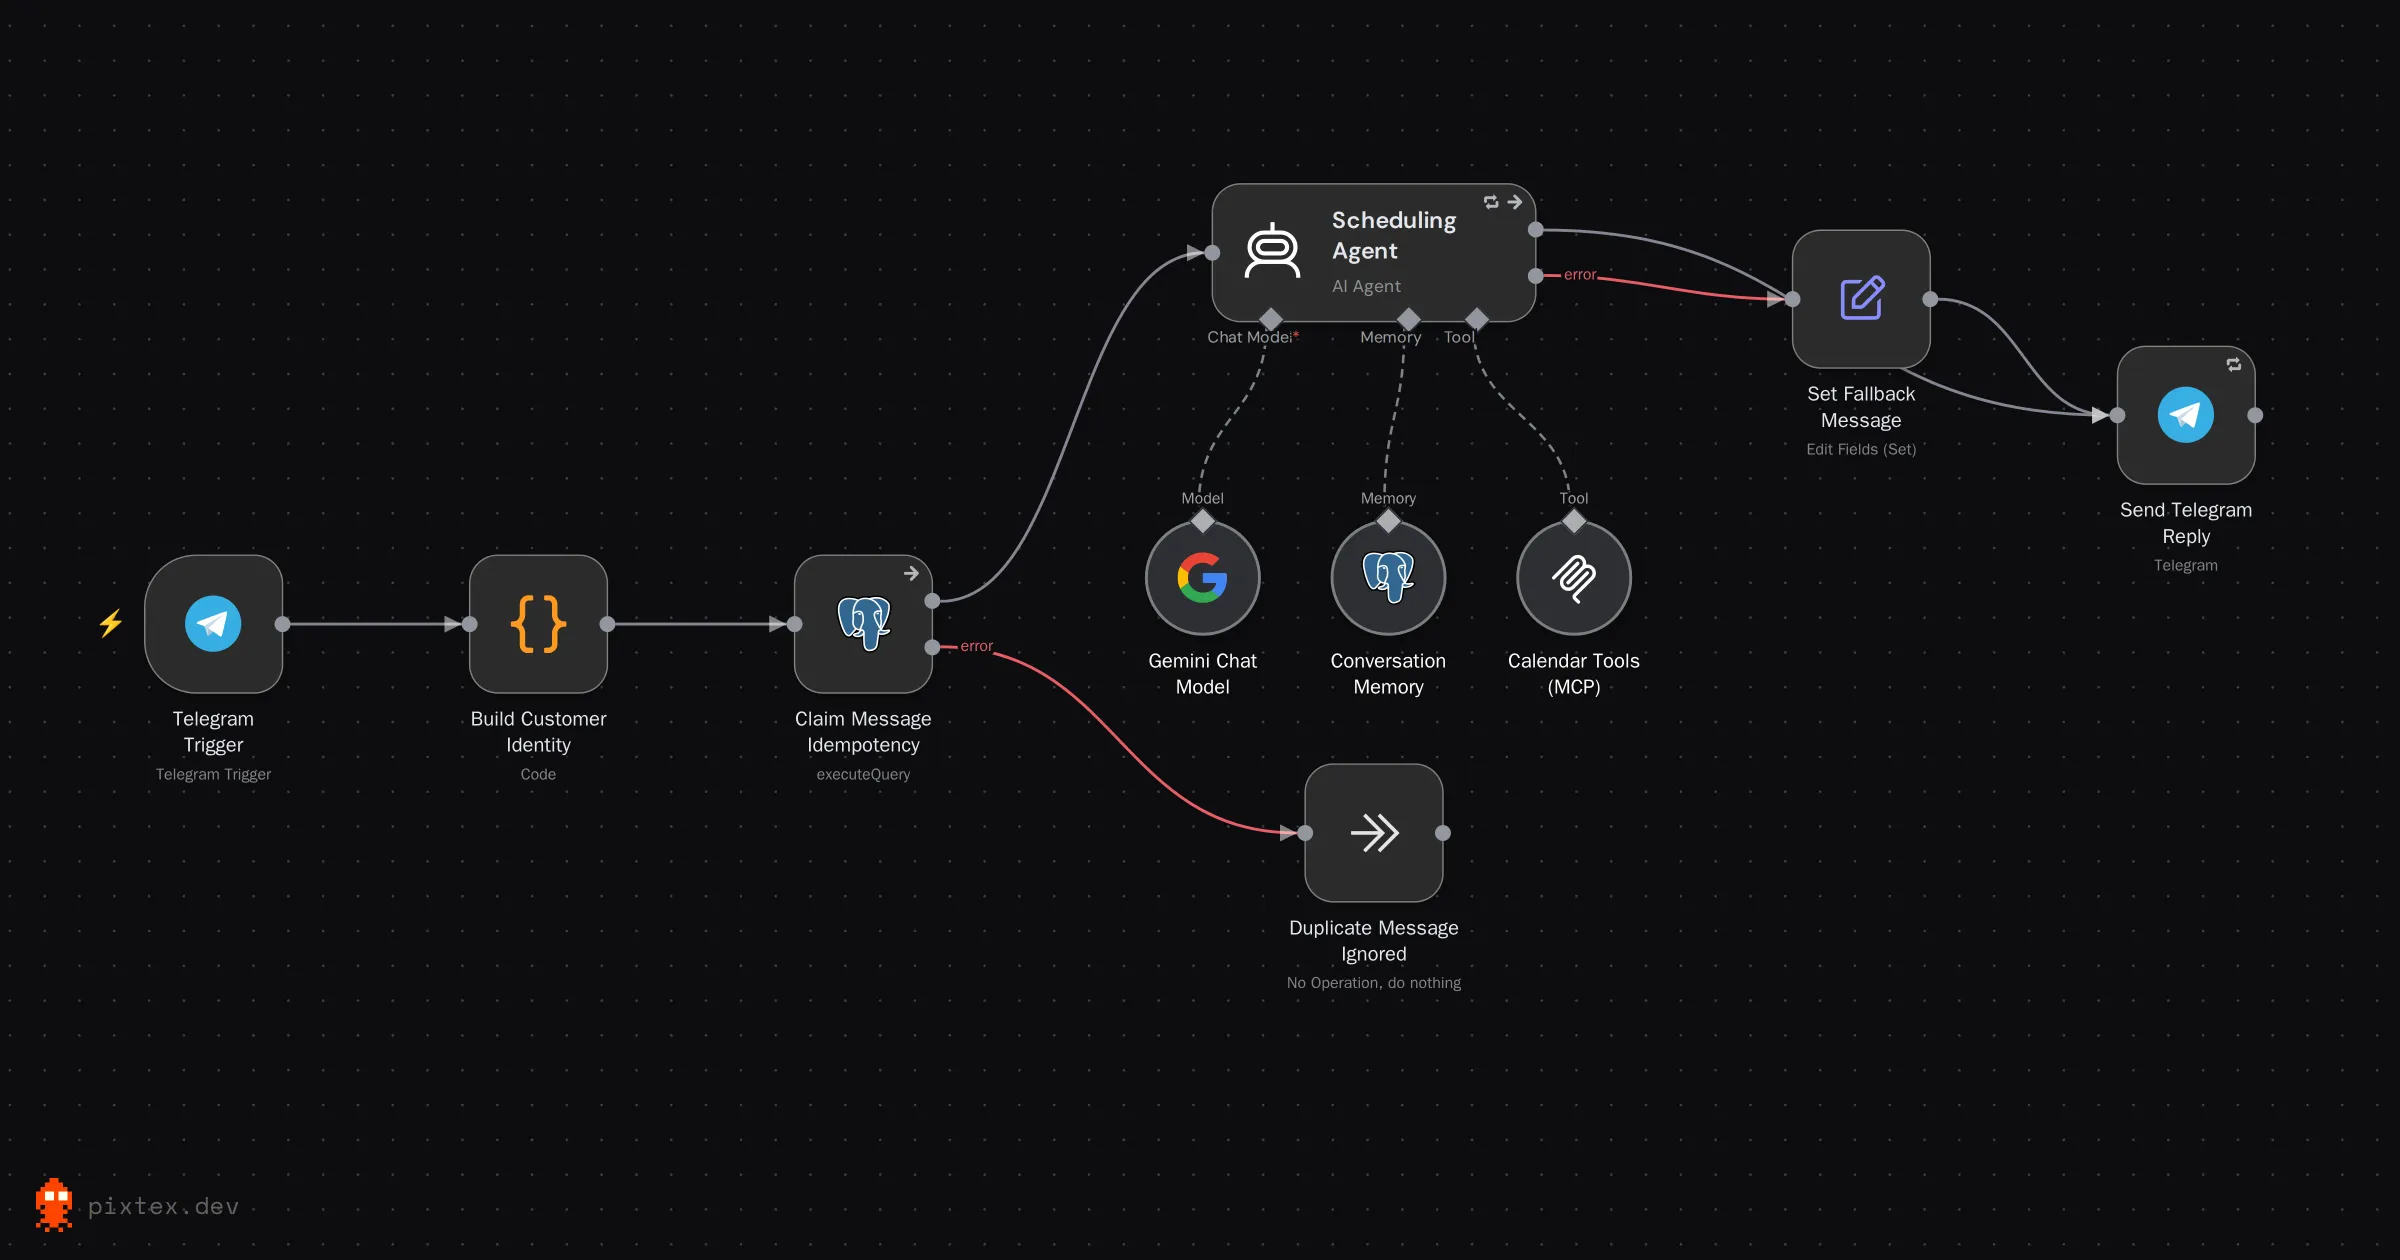 Scheduling
Agent
AI Agent
error
Chat Model*
Memory
Tool
Set Fallback
Message
Edit Fields (Set)
Send Telegram
Reply
Telegram
Model
Memory
Tool
Gemini Chat
Model
Conversation
Memory
Calendar Tools
(MCP)
Telegram
Trigger
Telegram Trigger
Build Customer
Identity
Code
Claim Message
Idempotency
executeQuery
error
Duplicate Message
Ignored
No Operation, do nothing
pixtex.dev